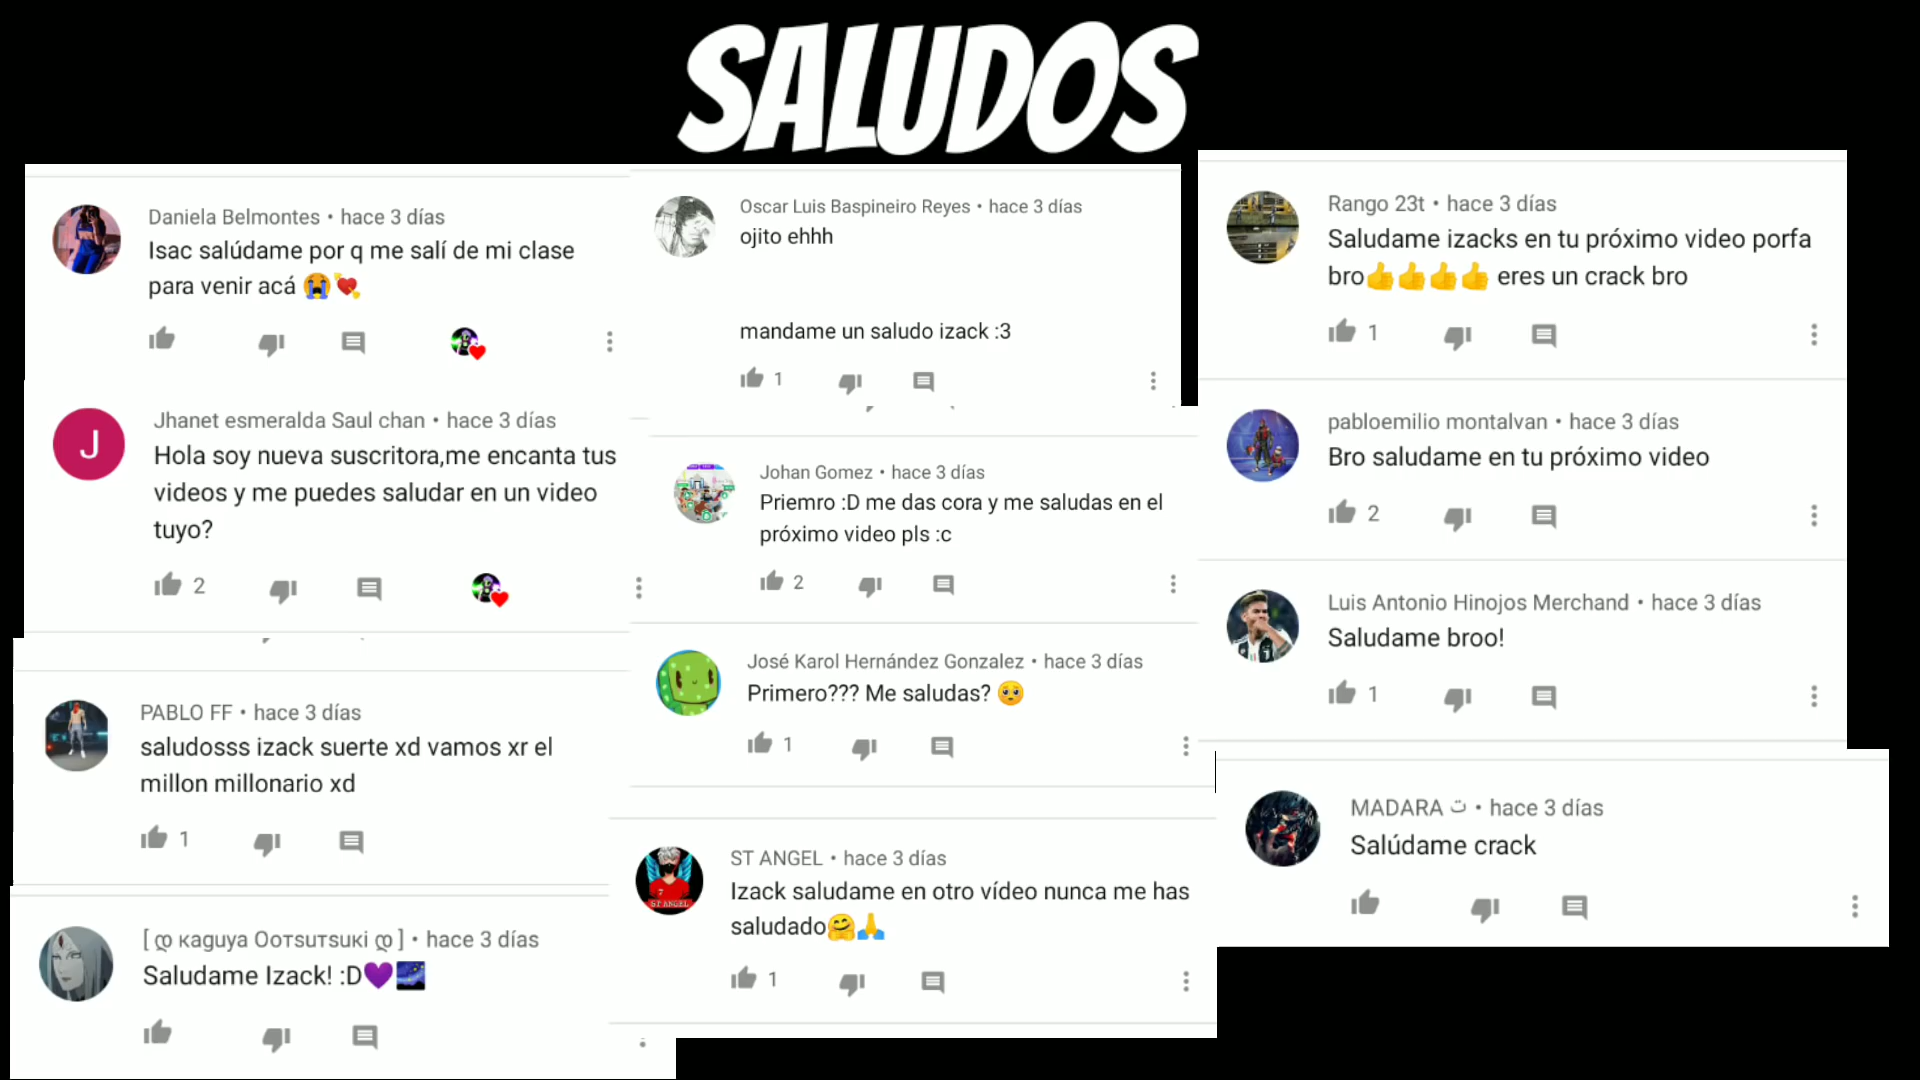 SALUDOS
Daniela Belmontes • hace 3 días
Isac salúdame por q me salí de mi clase
para venir acá 😭💘
Jhanet esmeralda Saul chan • hace 3 días
Hola soy nueva suscritora,me encanta tus
videos y me puedes saludar en un video
tuyo?
2
J
PABLO FF • hace 3 días
saludosss izack suerte xd vamos xr el
millon millonario xd
1
[ ღ кaguya Ooтsuтsuкi ღ ] • hace 3 días
Saludame Izack! :D💜🌌
Oscar Luis Baspineiro Reyes • hace 3 días
ojito ehhh
mandame un saludo izack :3
1
Johan Gomez • hace 3 días
Priemro :D me das cora y me saludas en el
próximo video pls :c
2
José Karol Hernández Gonzalez • hace 3 días
Primero??? Me saludas? 🥺
1
ST ANGEL • hace 3 días
Izack saludame en otro vídeo nunca me has
saludado🤗🙏
1
ST ANGEL
Rango 23t • hace 3 días
Saludame izacks en tu próximo video porfa
bro👍👍👍👍 eres un crack bro
1
pabloemilio montalvan • hace 3 días
Bro saludame en tu próximo video
2
Luis Antonio Hinojos Merchand • hace 3 días
Saludame broo!
1
MADARA ت • hace 3 días
Salúdame crack